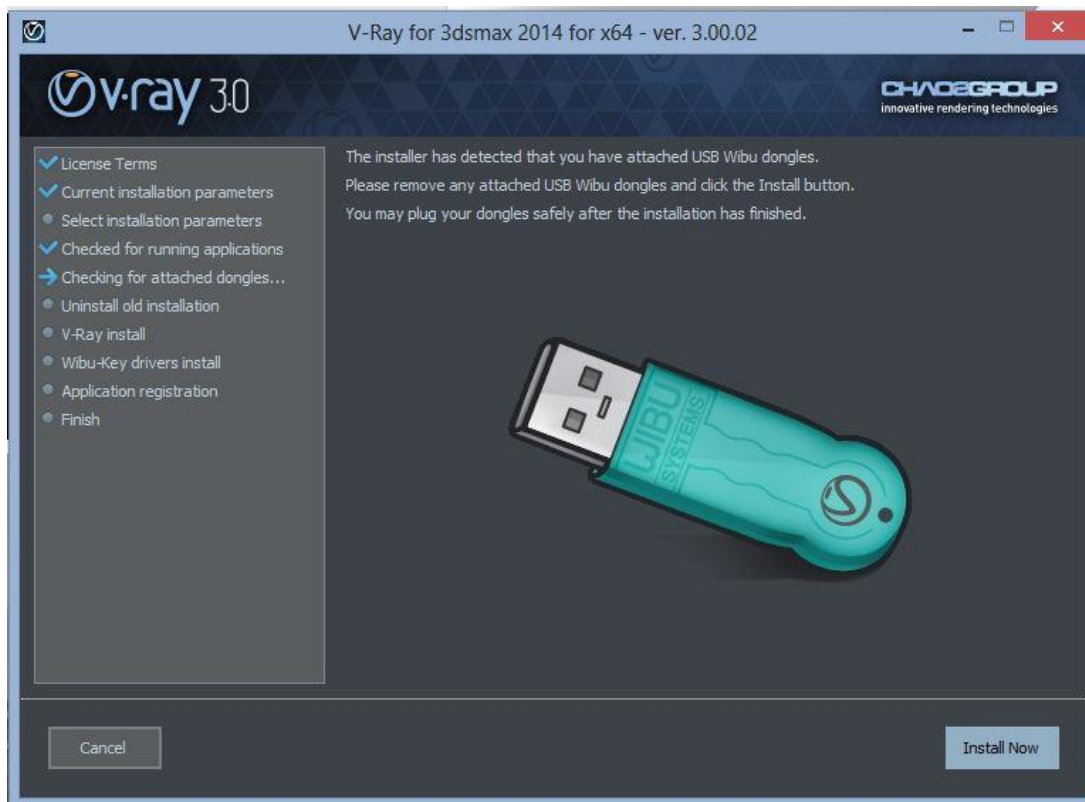 V-Ray for 3dsmax 2014 for x64 - ver. 3.00.02
v·ray 3.0
CHAOSGROUP
innovative rendering technologies
License Terms
Current installation parameters
Select installation parameters
Checked for running applications
Checking for attached dongles...
Uninstall old installation
V-Ray install
Wibu-Key drivers install
Application registration
Finish
The installer has detected that you have attached USB Wibu dongles.
Please remove any attached USB Wibu dongles and click the Install button.
You may plug your dongles safely after the installation has finished.
WIBU
SYSTEMS
Cancel
Install Now